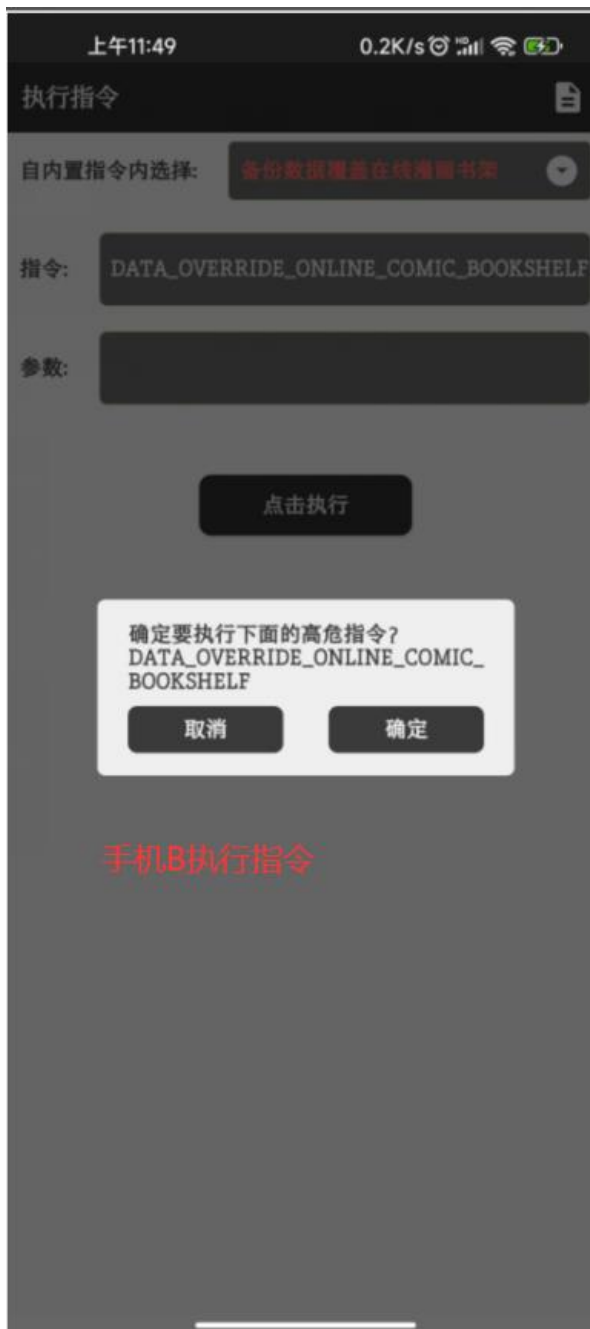 上午11:49 0.2K/s
执行指令
自内置指令内选择: 备份数据覆盖在线漫画书架
指令: DATA_OVERRIDE_ONLINE_COMIC_BOOKSHELF
参数:
点击执行
确定要执行下面的高危指令?
DATA_OVERRIDE_ONLINE_COMIC_
BOOKSHELF
取消 确定
手机B执行指令